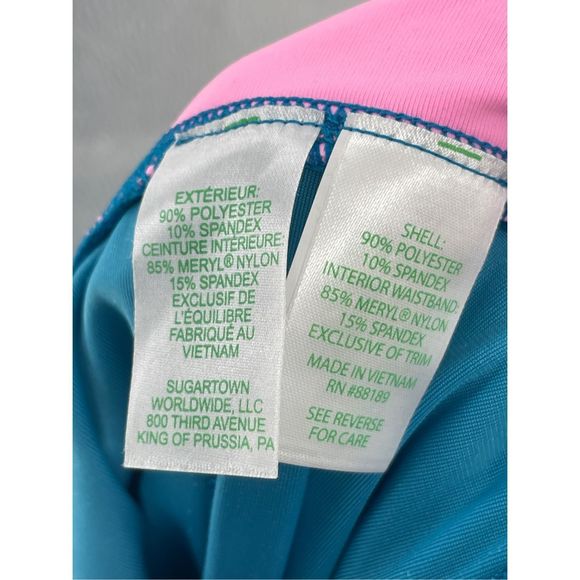 EXTÉRIEUR:
90% POLYESTER
10% SPANDEX
CEINTURE INTÉRIEURE:
85% MERYL® NYLON
15% SPANDEX
EXCLUSIF DE
L'ÉQUILIBRE
FABRIQUÉ AU
VIETNAM
SUGARTOWN
WORLDWIDE, LLC
800 THIRD AVENUE
KING OF PRUSSIA, PA
SHELL:
90% POLYESTER
10% SPANDEX
INTERIOR WAISTBAND:
85% MERYL® NYLON
15% SPANDEX
EXCLUSIVE OF TRIM
MADE IN VIETNAM
RN #88189
SEE REVERSE
FOR CARE